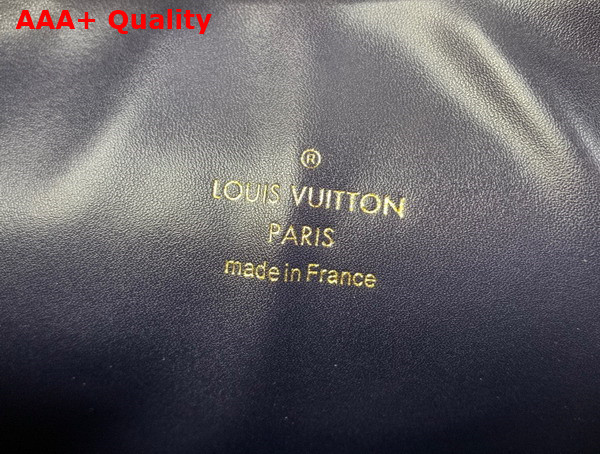 AAA+ Quality
®
LOUIS VUITTON
PARIS
made in France